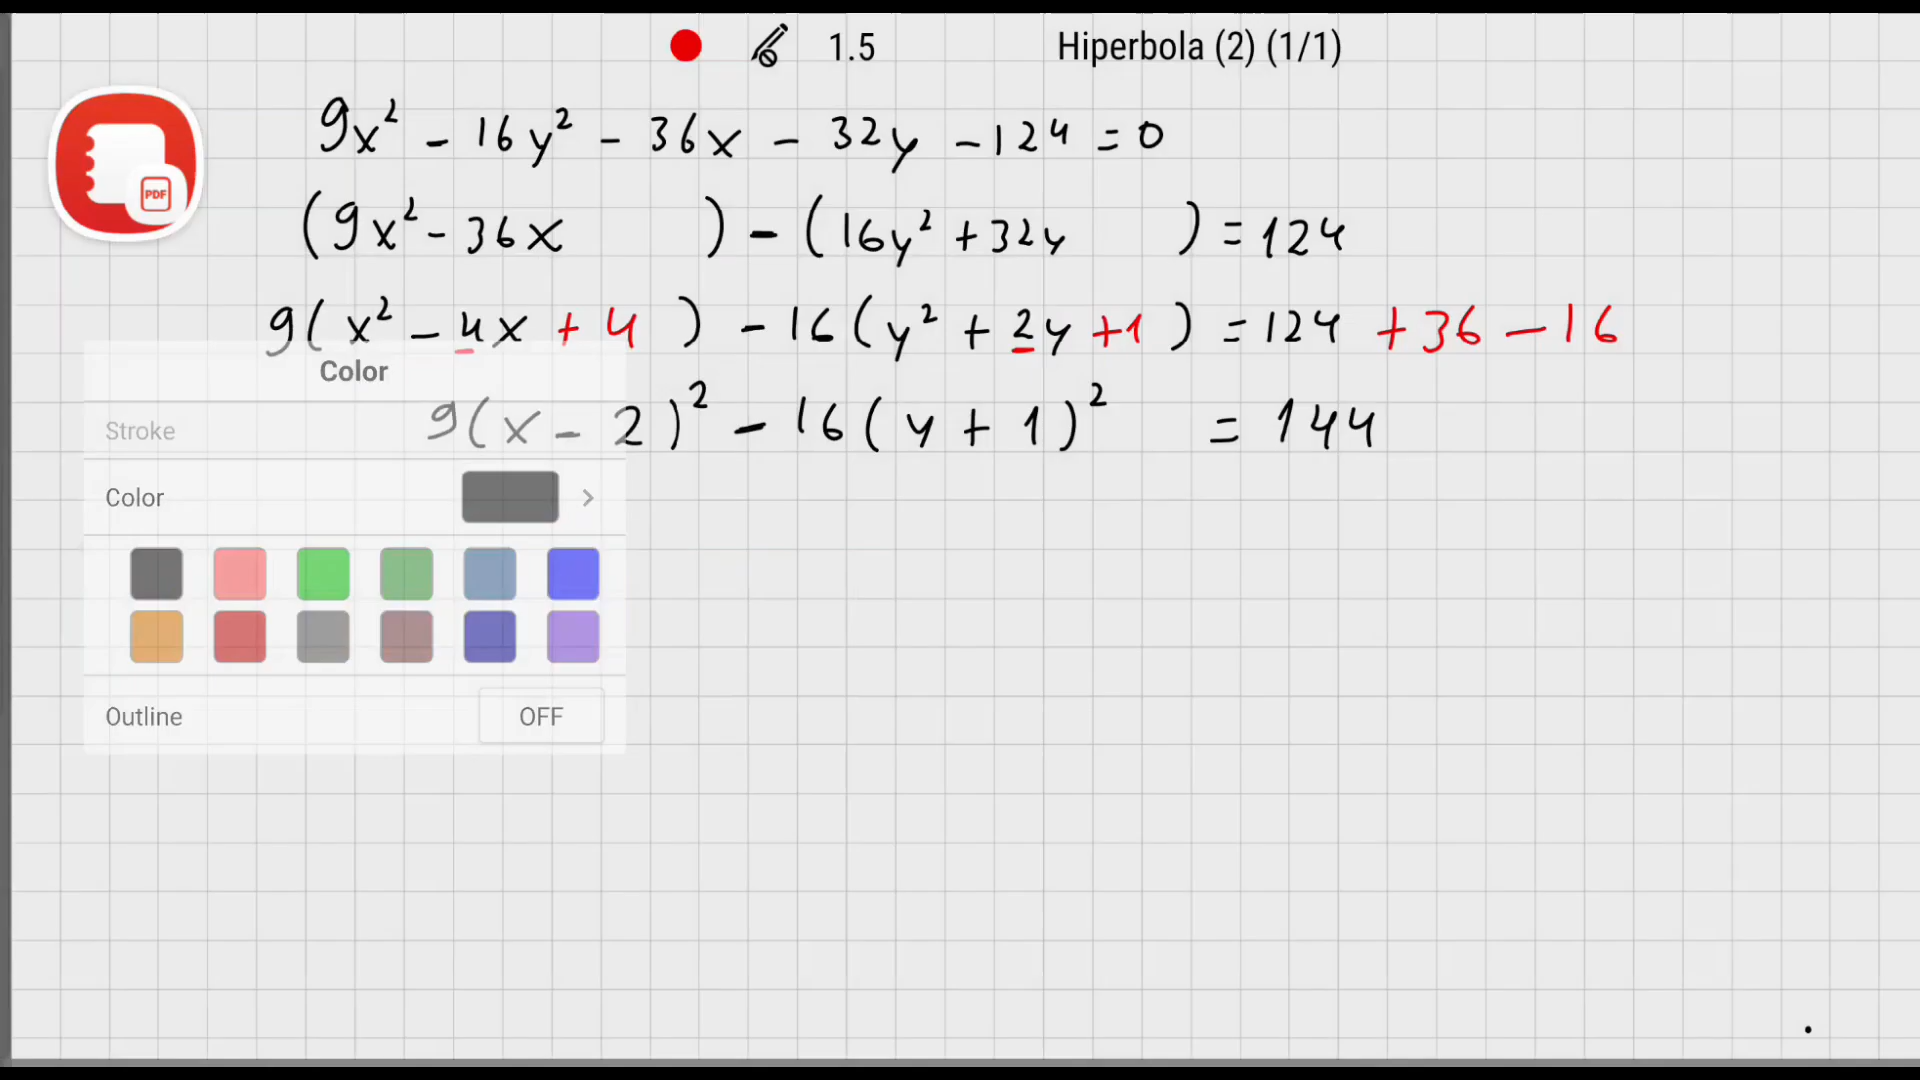 1.5 Hiperbola (2) (1/1)
PDF
9x² - 16y² - 36x - 32y - 124 = 0
(9x² - 36x ) - (16y² + 32y ) = 124
9(x² - 4x + 4 ) - 16(y² + 2y + 1 ) = 124 + 36 - 16
Color
9(x - 2)² - 16(y + 1)² = 144
Stroke
Color
Outline OFF